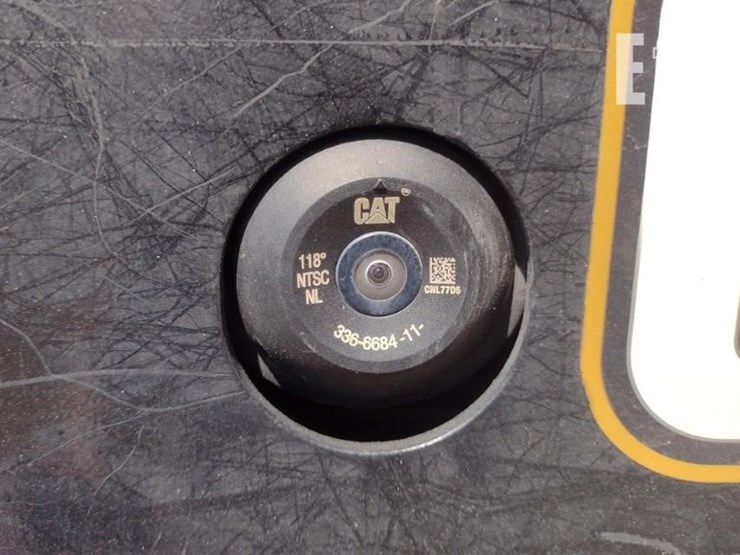 E
CAT®
118°
NTSC
NL
CNL77D5
336-6684-11-